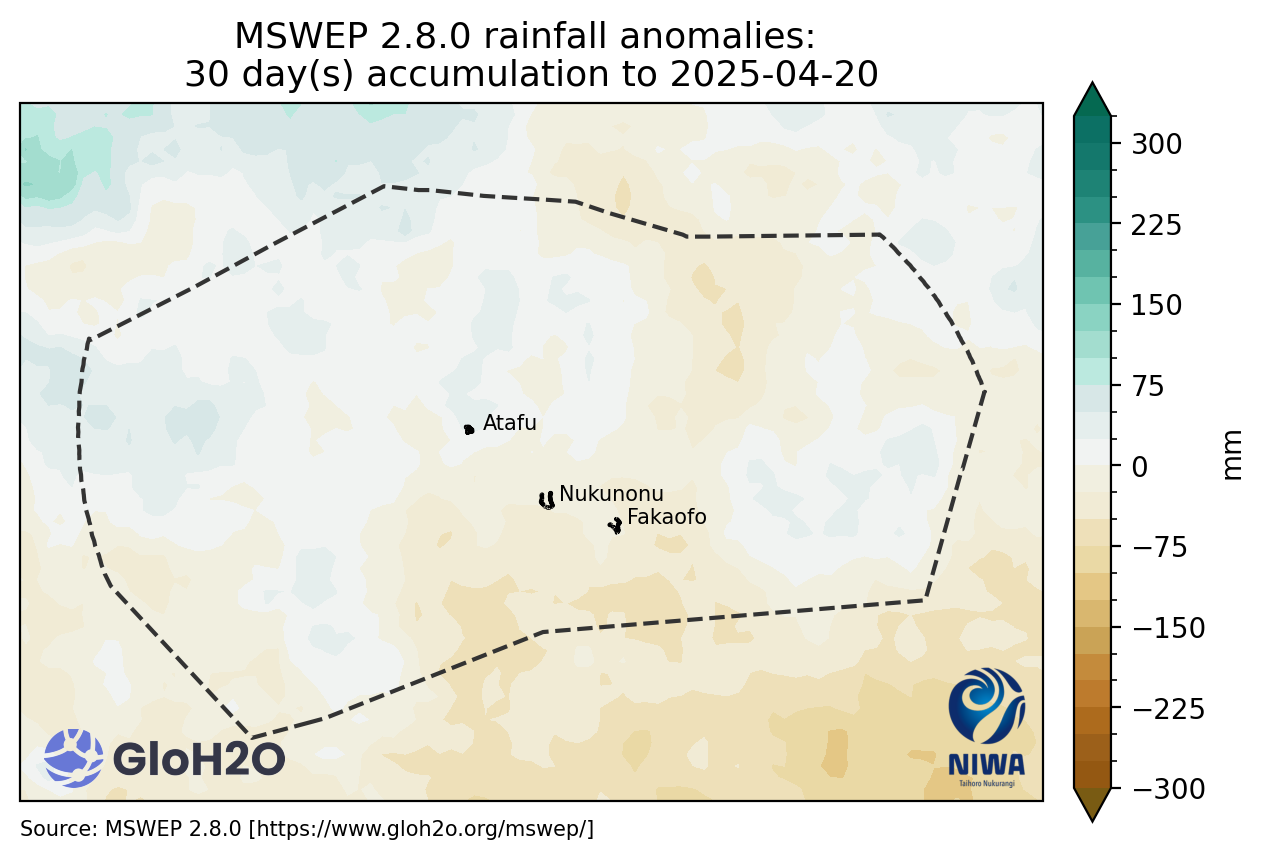 MSWEP 2.8.0 rainfall anomalies:
30 day(s) accumulation to 2025-04-20
300
225
150
75
0
−75
−150
−225
−300
mm
Atafu
Nukunonu
Fakaofo
GloH2O
NIWA
Taihoro Nukurangi
Source: MSWEP 2.8.0 [https://www.gloh2o.org/mswep/]